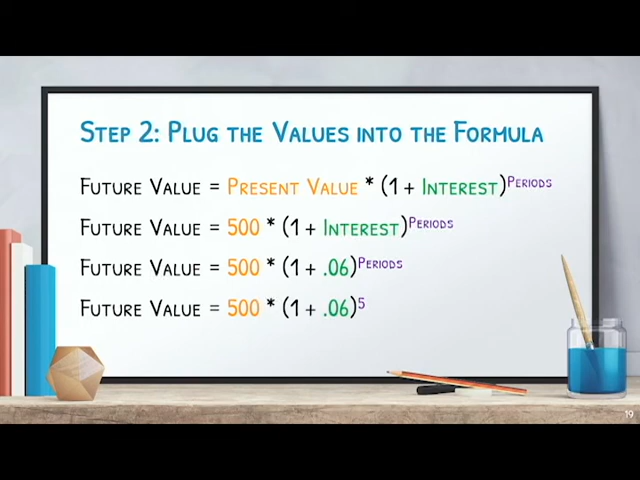 Step 2: Plug the Values into the Formula
Future Value = Present Value * (1 + Interest)^Periods
Future Value = 500 * (1 + Interest)^Periods
Future Value = 500 * (1 + .06)^Periods
Future Value = 500 * (1 + .06)^5
19